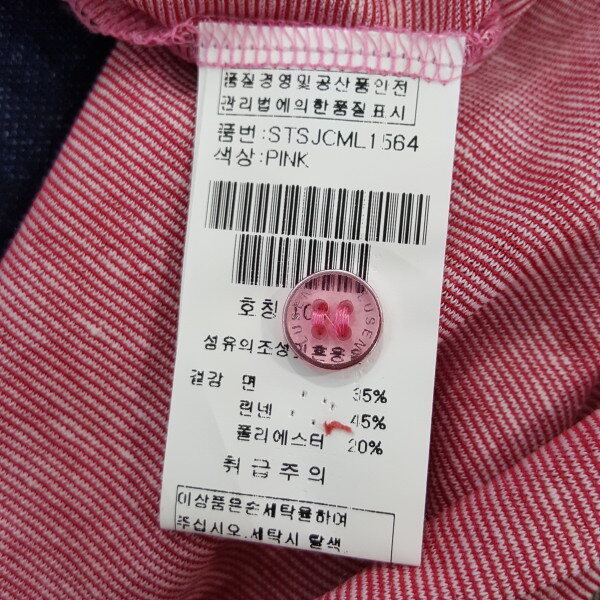 품질경영및공산품안전
관리법에의한품질표시
품번:STSJCML1564
색상:PINK
호칭
섬유의조성
겉감 면 35%
린넨 45%
폴리에스터 20%
취급주의
이상품은손세탁을하여
주십시오.세탁시 탈색